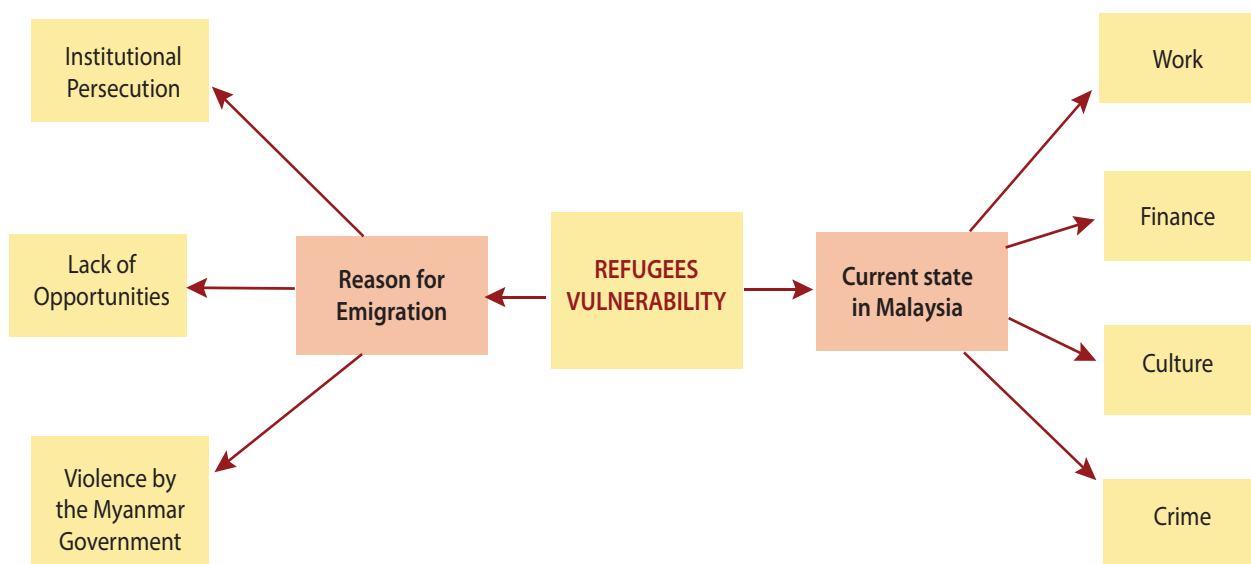 Institutional
Persecution
Lack of
Opportunities
Violence by
the Myanmar
Government
Reason for
Emigration
REFUGEES
VULNERABILITY
Current state
in Malaysia
Work
Finance
Culture
Crime